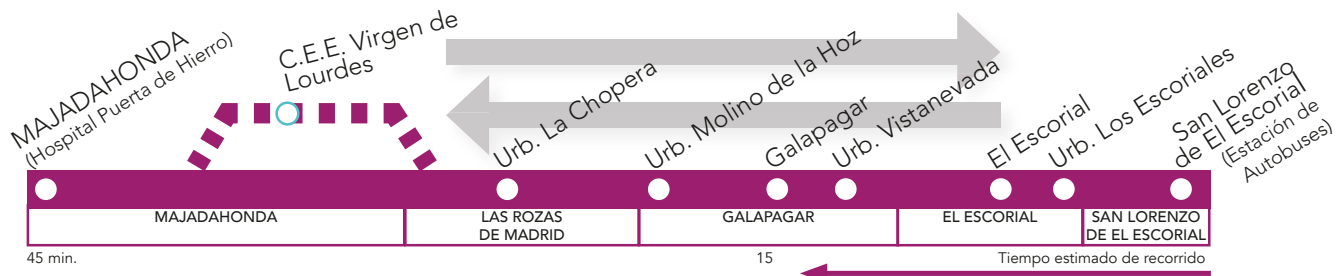 MAJADAHONDA
(Hospital Puerta de Hierro)
C.E.E. Virgen de
Lourdes
Urb. La Chopera
Urb. Molino de la Hoz
Galapagar
Urb. Vistanevada
El Escorial
Urb. Los Escoriales
San Lorenzo
de El Escorial
(Estación de
Autobuses)
MAJADAHONDA
LAS ROZAS
DE MADRID
GALAPAGAR
EL ESCORIAL
SAN LORENZO
DE EL ESCORIAL
45 min.
15
Tiempo estimado de recorrido